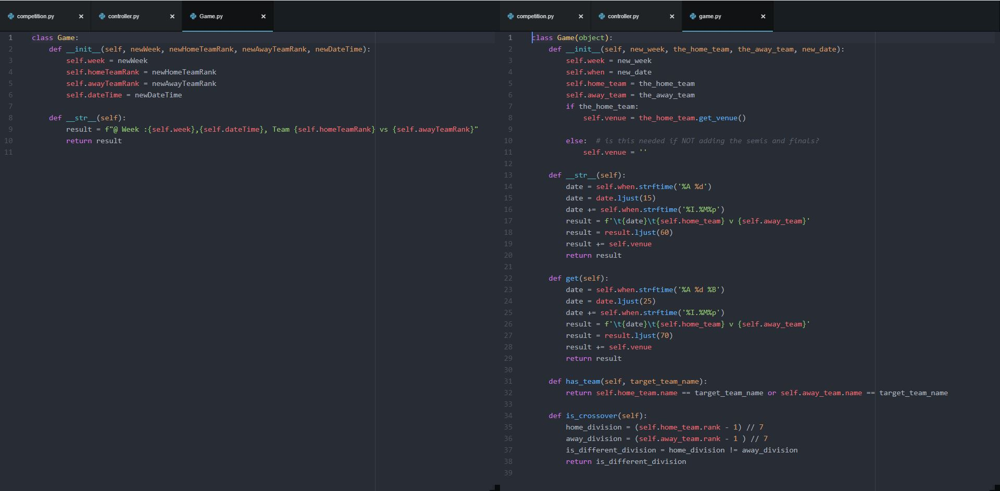 competition.py × controller.py × Game.py ×
1 class Game:
2     def __init__(self, newWeek, newHomeTeamRank, newAwayTeamRank, newDateTime):
3         self.week = newWeek
4         self.homeTeamRank = newHomeTeamRank
5         self.awayTeamRank = newAwayTeamRank
6         self.dateTime = newDateTime
7
8     def __str__(self):
9         result = f"@ Week :{self.week},{self.dateTime}, Team {self.homeTeamRank} vs {self.awayTeamRank}"
10         return result
11
competition.py × controller.py × game.py ×
1 class Game(object):
2     def __init__(self, new_week, the_home_team, the_away_team, new_date):
3         self.week = new_week
4         self.when = new_date
5         self.home_team = the_home_team
6         self.away_team = the_away_team
7         if the_home_team:
8             self.venue = the_home_team.get_venue()
9
10         else:  # is this needed if NOT adding the semis and finals?
11             self.venue = ''
12
13     def __str__(self):
14         date = self.when.strftime('%A %d')
15         date = date.ljust(15)
16         date += self.when.strftime('%I.%M%p')
17         result = f'\t{date}\t{self.home_team} v {self.away_team}'
18         result = result.ljust(60)
19         result += self.venue
20         return result
21
22     def get(self):
23         date = self.when.strftime('%A %d %B')
24         date = date.ljust(25)
25         date += self.when.strftime('%I.%M%p')
26         result = f'\t{date}\t{self.home_team} v {self.away_team}'
27         result = result.ljust(70)
28         result += self.venue
29         return result
30
31     def has_team(self, target_team_name):
32         return self.home_team.name == target_team_name or self.away_team.name == target_team_name
33
34     def is_crossover(self):
35         home_division = (self.home_team.rank - 1) // 7
36         away_division = (self.away_team.rank - 1 ) // 7
37         is_different_division = home_division != away_division
38         return is_different_division
39